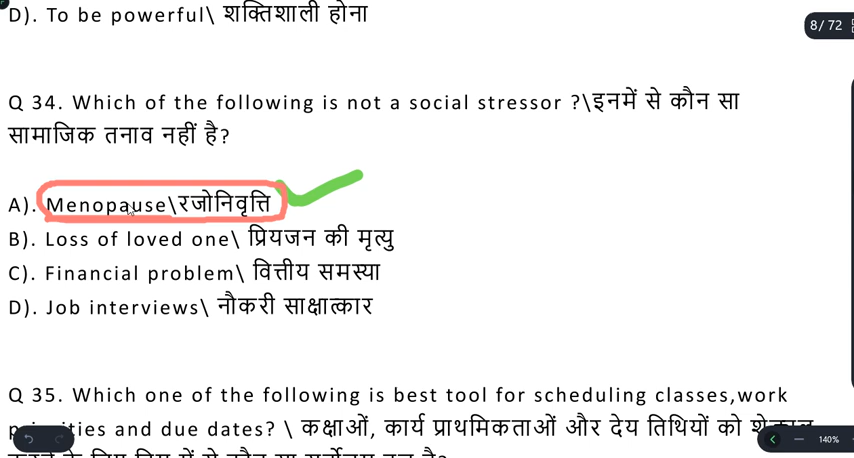 D). To be powerful\ शक्तिशाली होना
8/ 72
Q 34. Which of the following is not a social stressor ?\इनमें से कौन सा
सामाजिक तनाव नहीं है?
A). Menopause\रजोनिवृत्ति
B). Loss of loved one\ प्रियजन की मृत्यु
C). Financial problem\ वित्तीय समस्या
D). Job interviews\ नौकरी साक्षात्कार
Q 35. Which one of the following is best tool for scheduling classes,work
and due dates? \ कक्षाओं, कार्य प्राथमिकताओं और देय तिथियों को
140%